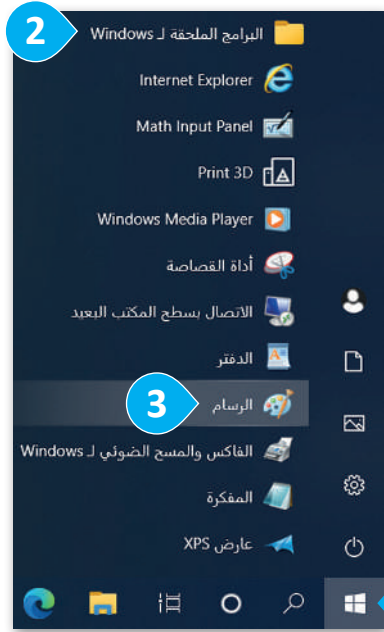 2
البرامج الملحقة لـ Windows
Internet Explorer
Math Input Panel
Print 3D
Windows Media Player
أداة القصاصة
الاتصال بسطح المكتب البعيد
الدفتر
3
الرسام
الفاكس والمسح الضوئي لـ Windows
المفكرة
عارض XPS